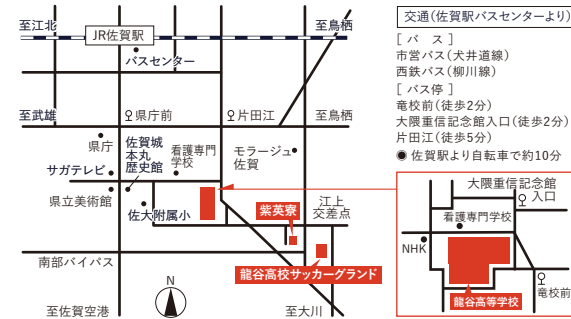 至江北
JR佐賀駅
至鳥栖
バスセンター
至武雄
県庁前
片田江
至鳥栖
県庁
佐賀城
本丸
歴史館
看護専門
学校
モラージュ
佐賀
サガテレビ
県立美術館
佐大附属小
紫英寮
江上
交差点
南部バイパス
龍谷高校サッカーグランド
至佐賀空港
N
至大川
交通(佐賀駅バスセンターより)
[ バ ス ]
市営バス(犬井道線)
西鉄バス(柳川線)
[ バス停 ]
竜校前(徒歩2分)
大隈重信記念館入口(徒歩2分)
片田江(徒歩5分)
◉ 佐賀駅より自転車で約10分
大隈重信記念館
入口
看護専門学校
NHK
龍谷高等学校
竜校前